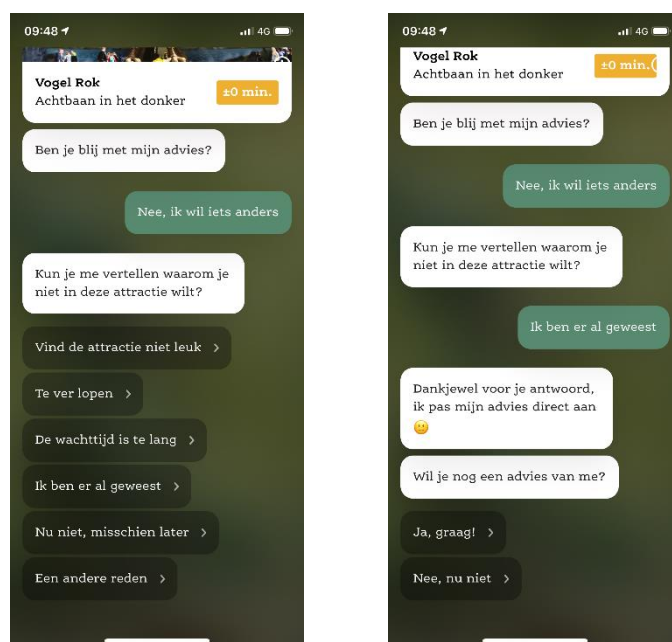 09:48
4G
Vogel Rok
Achtbaan in het donker
±0 min.
Ben je blij met mijn advies?
Nee, ik wil iets anders
Kun je me vertellen waarom je
niet in deze attractie wilt?
Vind de attractie niet leuk
Te ver lopen
De wachttijd is te lang
Ik ben er al geweest
Nu niet, misschien later
Een andere reden
09:48
4G
Vogel Rok
Achtbaan in het donker
±0 min.
Ben je blij met mijn advies?
Nee, ik wil iets anders
Kun je me vertellen waarom je
niet in deze attractie wilt?
Ik ben er al geweest
Dankjewel voor je antwoord,
ik pas mijn advies direct aan
🙂
Wil je nog een advies van me?
Ja, graag!
Nee, nu niet